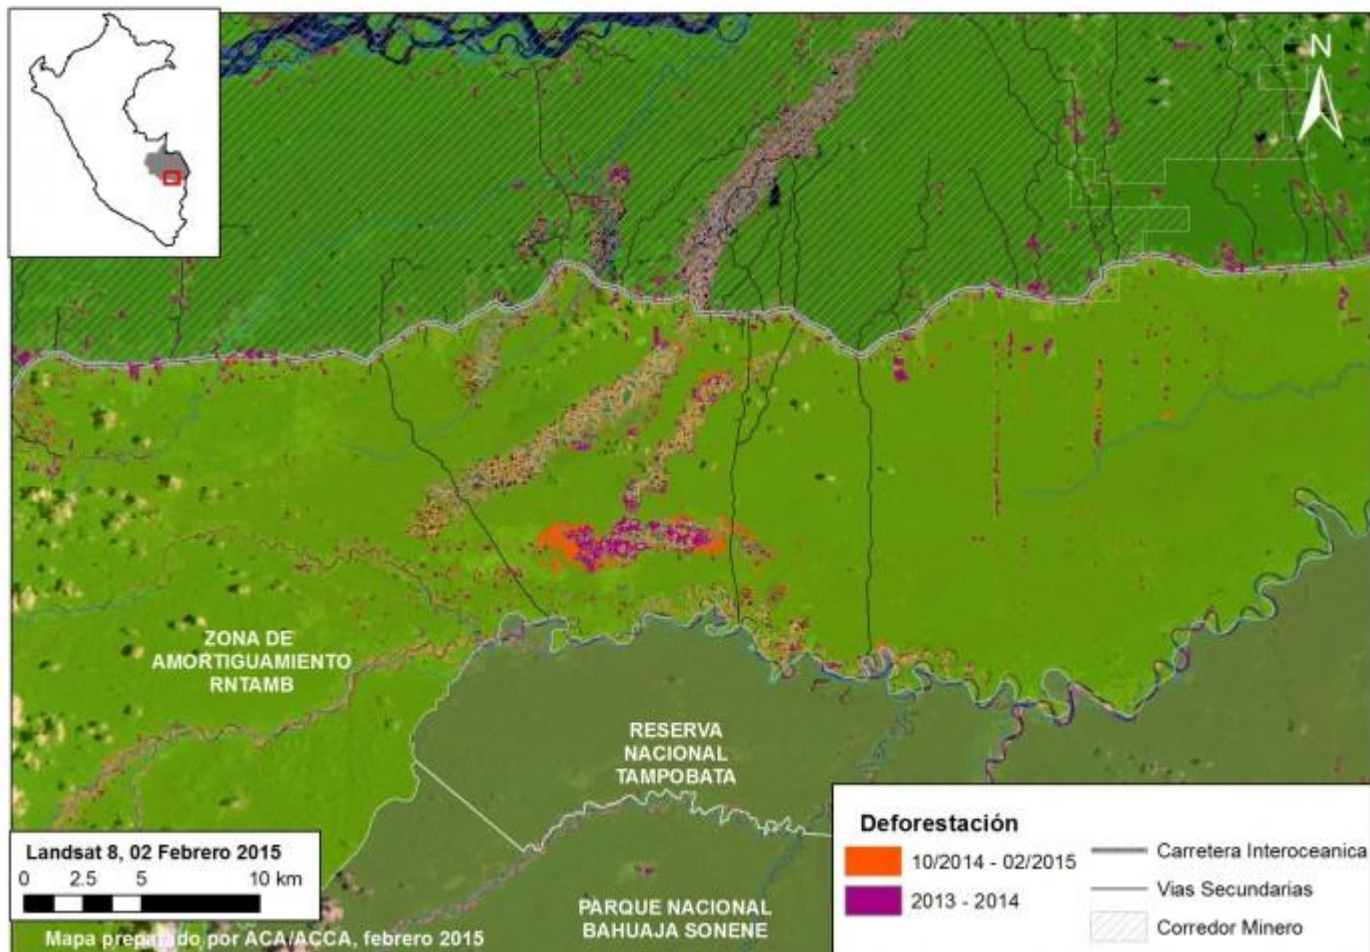 N
ZONA DE
AMORTIGUAMIENTO
RNTAMB
RESERVA
NACIONAL
TAMPOBATA
PARQUE NACIONAL
BAHUAJA SONENE
Landsat 8, 02 Febrero 2015
0 2.5 5 10 km
Mapa preparado por ACA/ACCA, febrero 2015
Deforestación
10/2014 - 02/2015
2013 - 2014
Carretera Interoceanica
Vias Secundarias
Corredor Minero